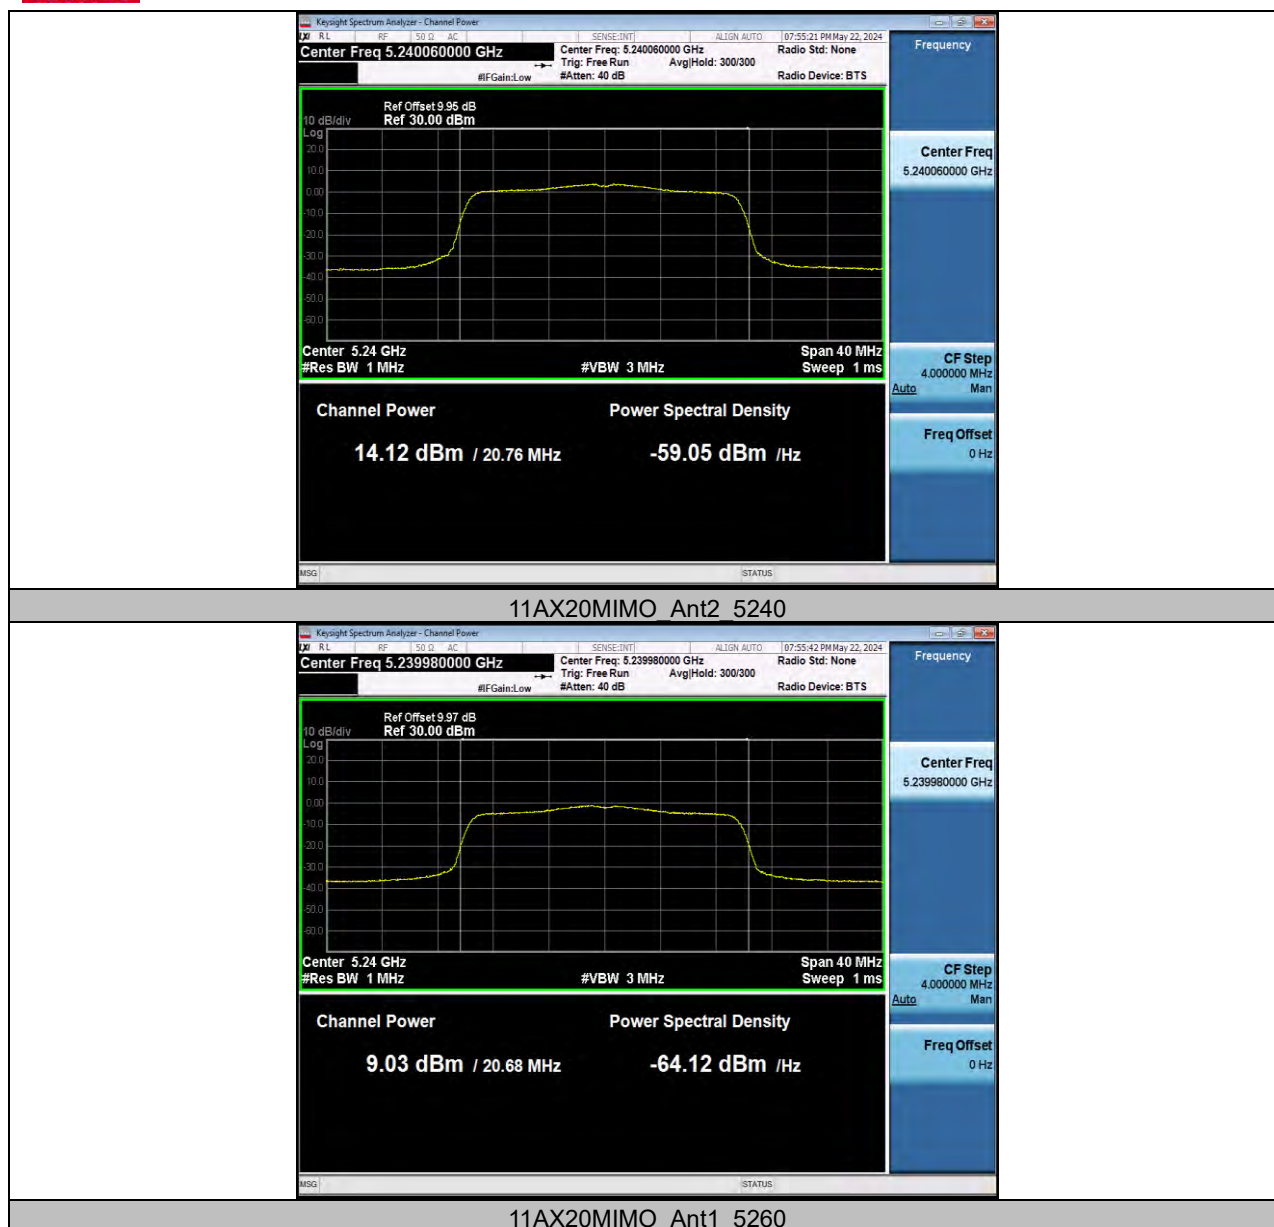 Keysight Spectrum Analyzer - Channel Power
LXI RL RF 50 Ω AC SENSE:INT ALIGN AUTO 07:55:21 PM May 22, 2024
Center Freq 5.240060000 GHz
Center Freq: 5.240060000 GHz Radio Std: None
Trig: Free Run Avg|Hold: 300/300
#IFGain:Low #Atten: 40 dB Radio Device: BTS
Frequency
Ref Offset 9.95 dB
10 dB/div Ref 30.00 dBm
Log
20.0
10.0
0.00
-10.0
-20.0
-30.0
-40.0
-50.0
-60.0
Center 5.24 GHz Span 40 MHz
#Res BW 1 MHz #VBW 3 MHz Sweep 1 ms
Center Freq
5.240060000 GHz
CF Step
4.000000 MHz
Auto Man
Freq Offset
0 Hz
Channel Power Power Spectral Density
14.12 dBm / 20.76 MHz -59.05 dBm /Hz
MSG STATUS
11AX20MIMO_Ant2_5240
Keysight Spectrum Analyzer - Channel Power
LXI RL RF 50 Ω AC SENSE:INT ALIGN AUTO 07:55:42 PM May 22, 2024
Center Freq 5.239980000 GHz
Center Freq: 5.239980000 GHz Radio Std: None
Trig: Free Run Avg|Hold: 300/300
#IFGain:Low #Atten: 40 dB Radio Device: BTS
Frequency
Ref Offset 9.97 dB
10 dB/div Ref 30.00 dBm
Log
20.0
10.0
0.00
-10.0
-20.0
-30.0
-40.0
-50.0
-60.0
Center 5.24 GHz Span 40 MHz
#Res BW 1 MHz #VBW 3 MHz Sweep 1 ms
Center Freq
5.239980000 GHz
CF Step
4.000000 MHz
Auto Man
Freq Offset
0 Hz
Channel Power Power Spectral Density
9.03 dBm / 20.68 MHz -64.12 dBm /Hz
MSG STATUS
11AX20MIMO_Ant1_5260